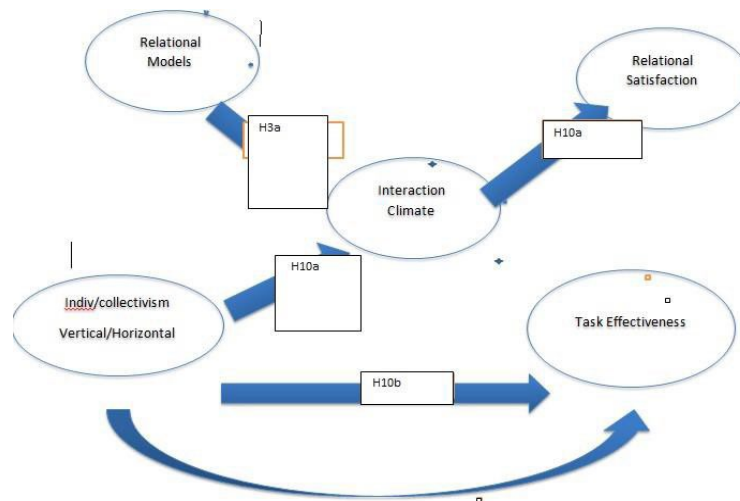 Relational
Models
Relational
Satisfaction
H3a
H10a
Interaction
Climate
H10a
Indiv/collectivism
Vertical/Horizontal
Task Effectiveness
H10b